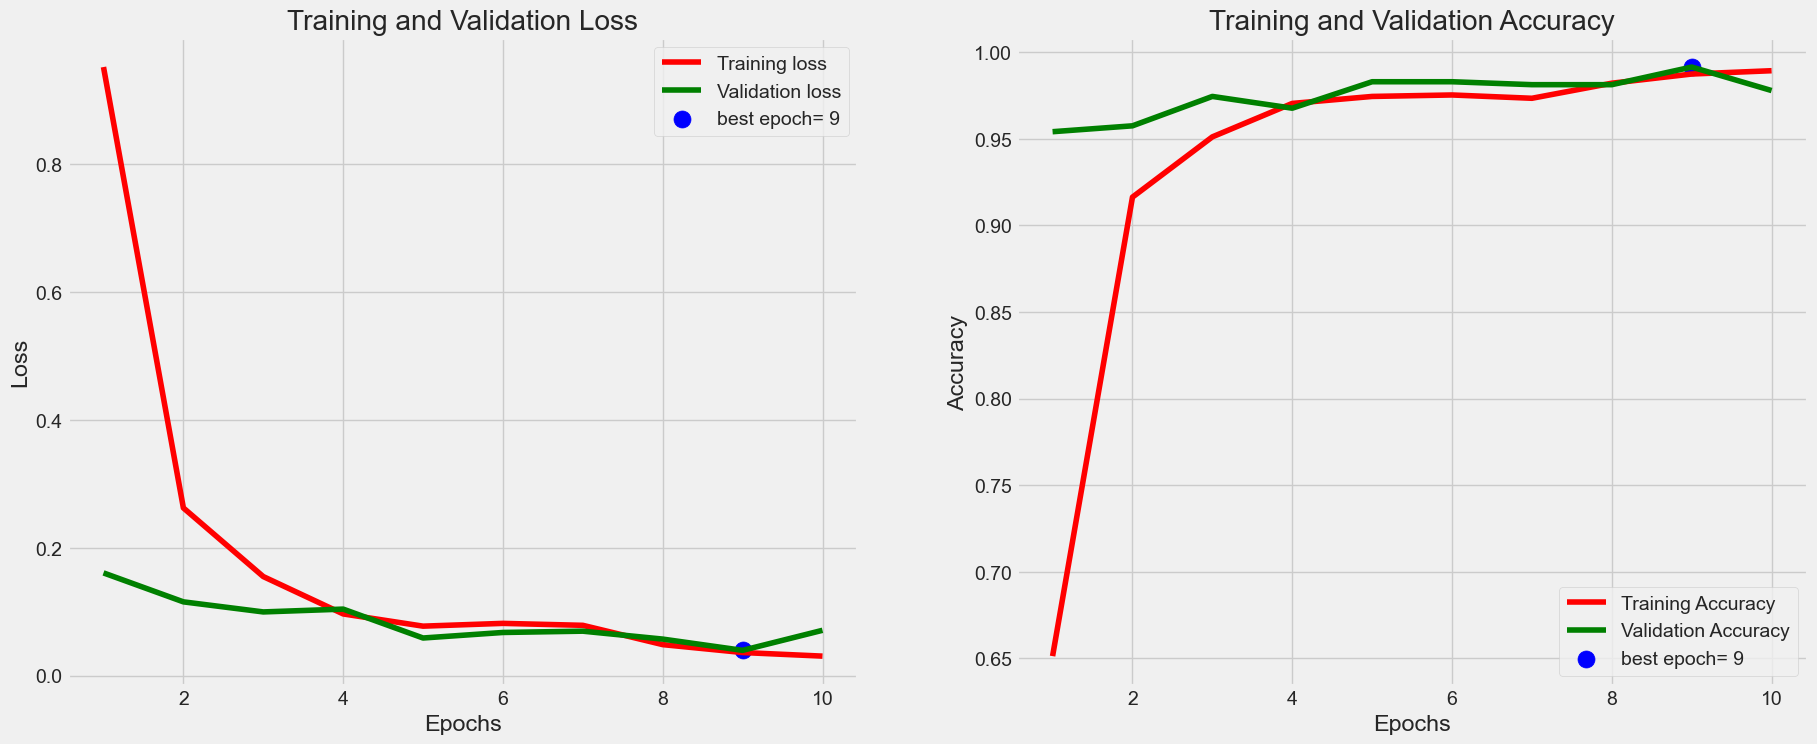 Training and Validation Loss
Training loss
Validation loss
best epoch= 9
0.8
0.6
0.4
0.2
0.0
Loss
2 4 6 8 10
Epochs
Training and Validation Accuracy
1.00
0.95
0.90
0.85
0.80
0.75
0.70
0.65
Accuracy
Training Accuracy
Validation Accuracy
best epoch= 9
2 4 6 8 10
Epochs